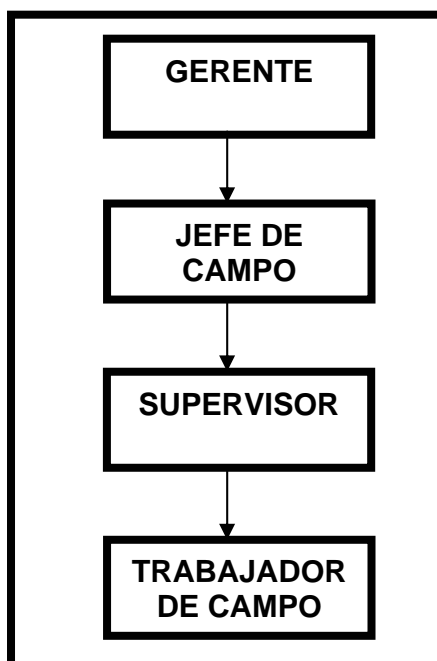 GERENTE
JEFE DE
CAMPO
SUPERVISOR
TRABAJADOR
DE CAMPO